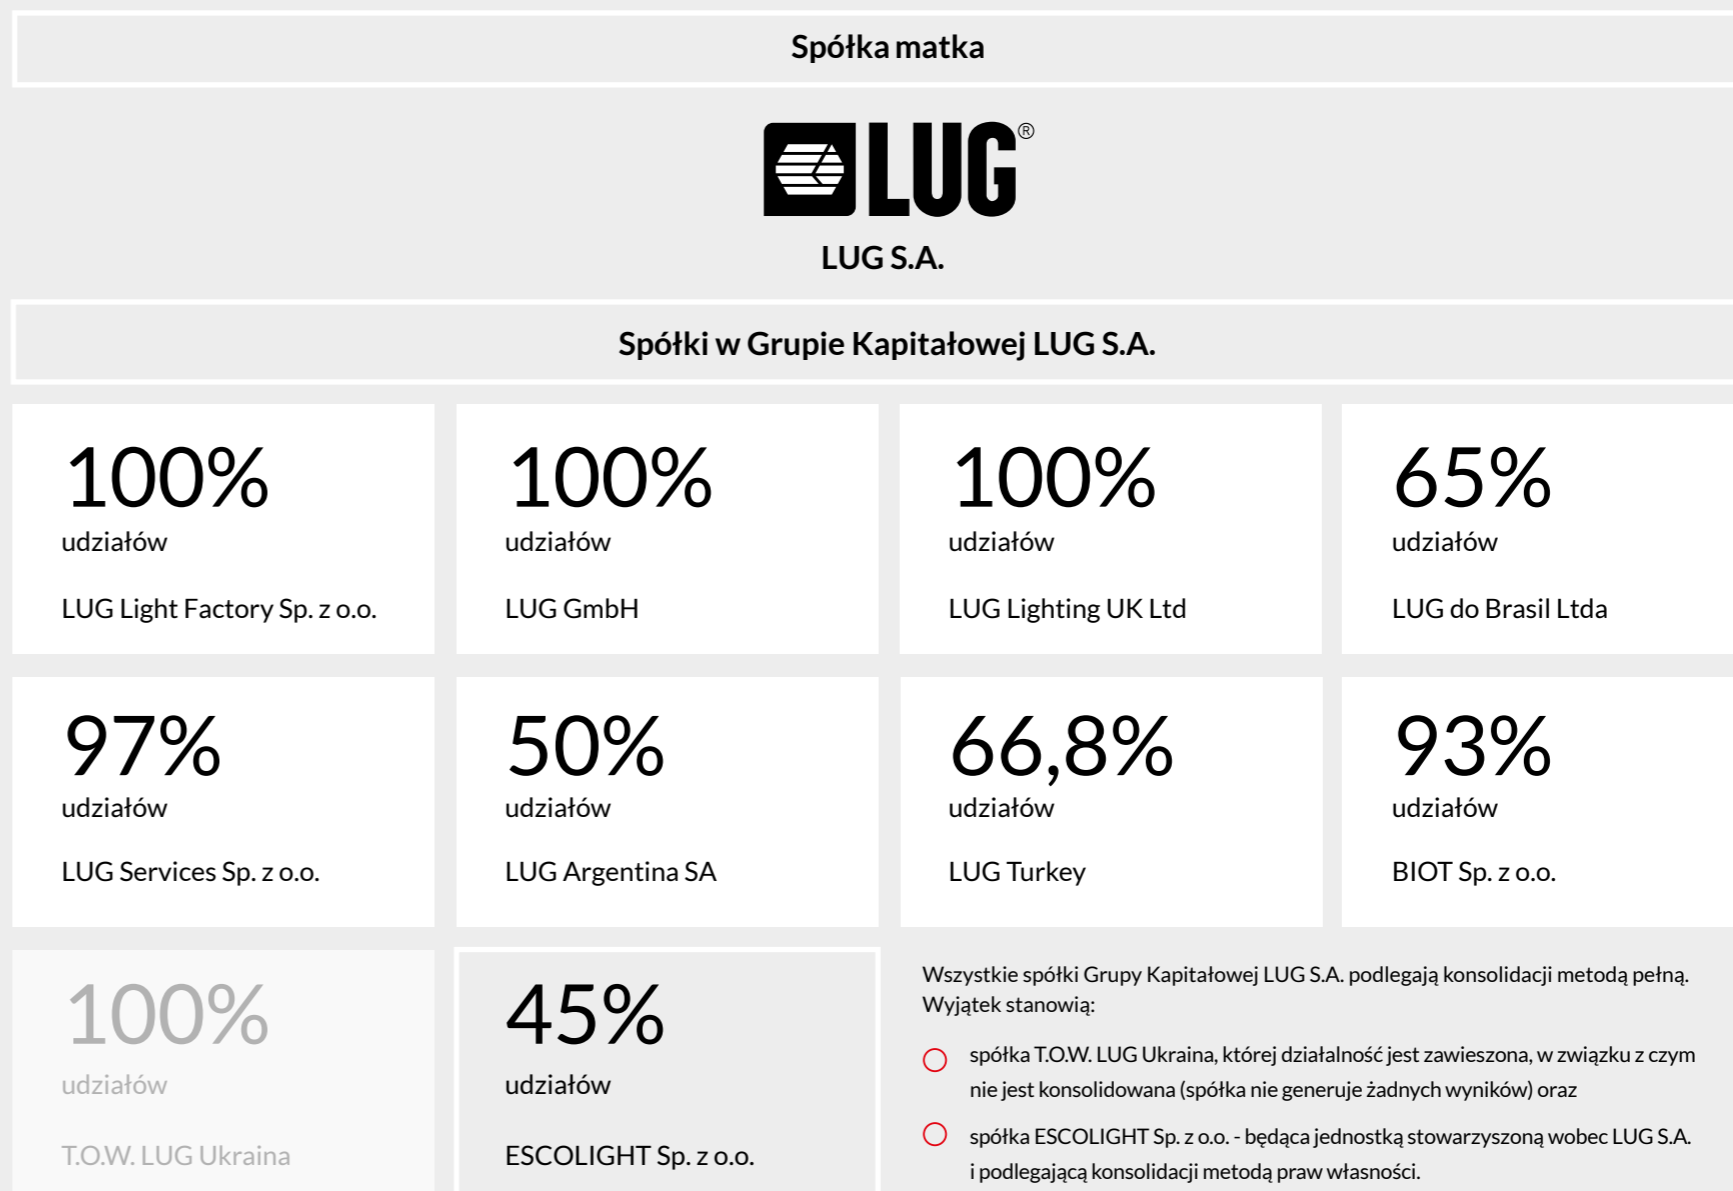 Spółka matka
LUG®
LUG S.A.
Spółki w Grupie Kapitałowej LUG S.A.
100%
udziałów
LUG Light Factory Sp. z o.o.
100%
udziałów
LUG GmbH
100%
udziałów
LUG Lighting UK Ltd
65%
udziałów
LUG do Brasil Ltda
97%
udziałów
LUG Services Sp. z o.o.
50%
udziałów
LUG Argentina SA
66,8%
udziałów
LUG Turkey
93%
udziałów
BIOT Sp. z o.o.
100%
udziałów
T.O.W. LUG Ukraina
45%
udziałów
ESCOLIGHT Sp. z o.o.
Wszystkie spółki Grupy Kapitałowej LUG S.A. podlegają konsolidacji metodą pełną.
Wyjątek stanowią:
spółka T.O.W. LUG Ukraina, której działalność jest zawieszona, w związku z czym
nie jest konsolidowana (spółka nie generuje żadnych wyników) oraz
spółka ESCOLIGHT Sp. z o.o. - będąca jednostką stowarzyszoną wobec LUG S.A.
i podlegającą konsolidacji metodą praw własności.